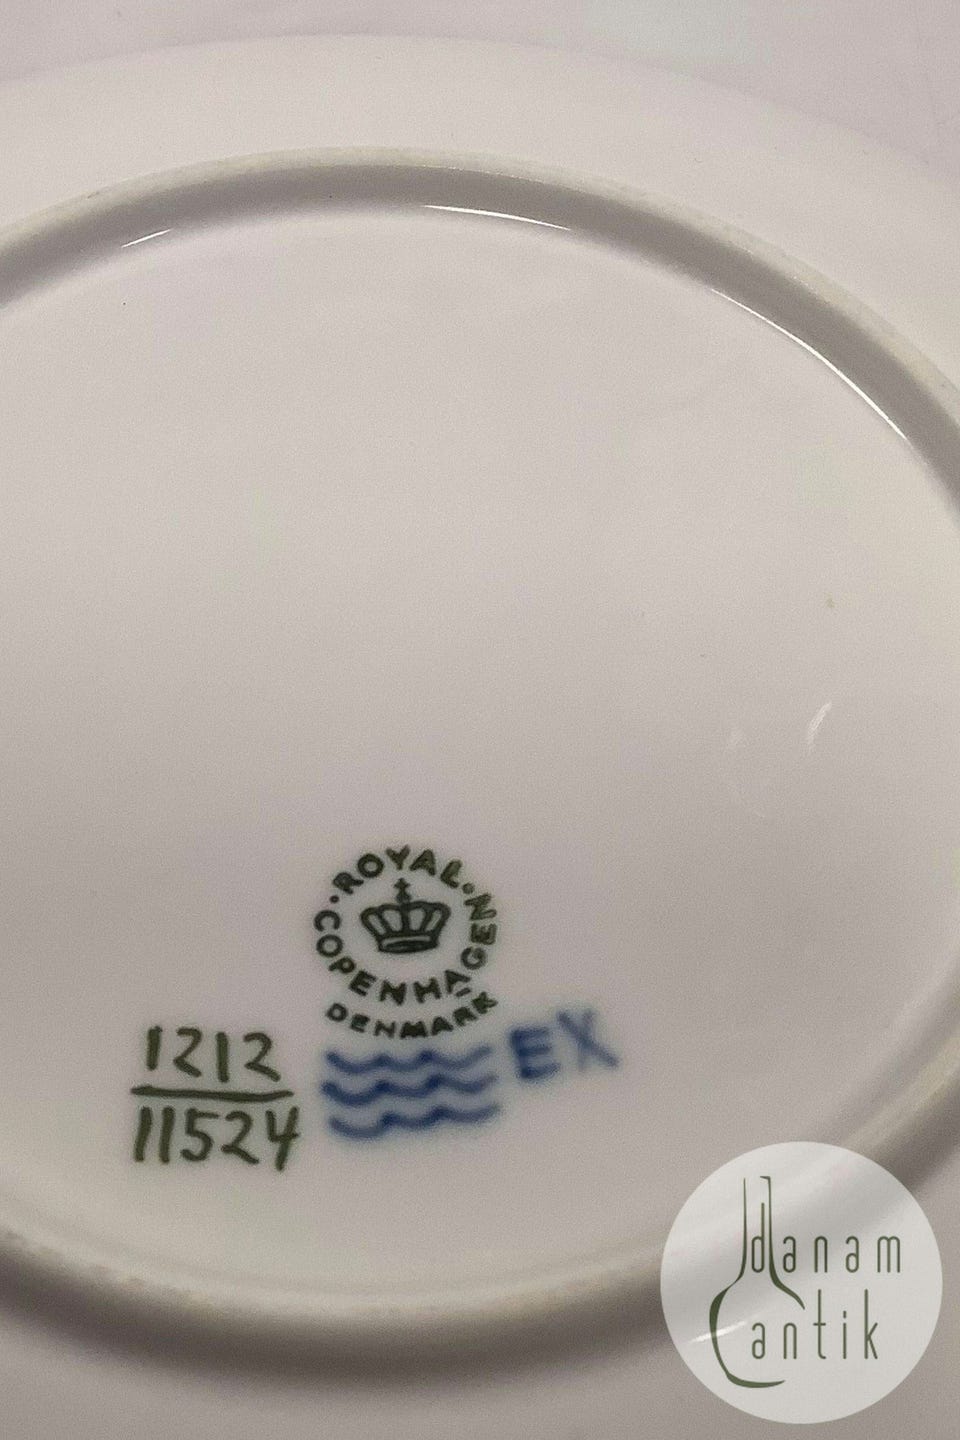 ROYAL
COPENHAGEN
DENMARK
EX
1212
11524
danam
antik